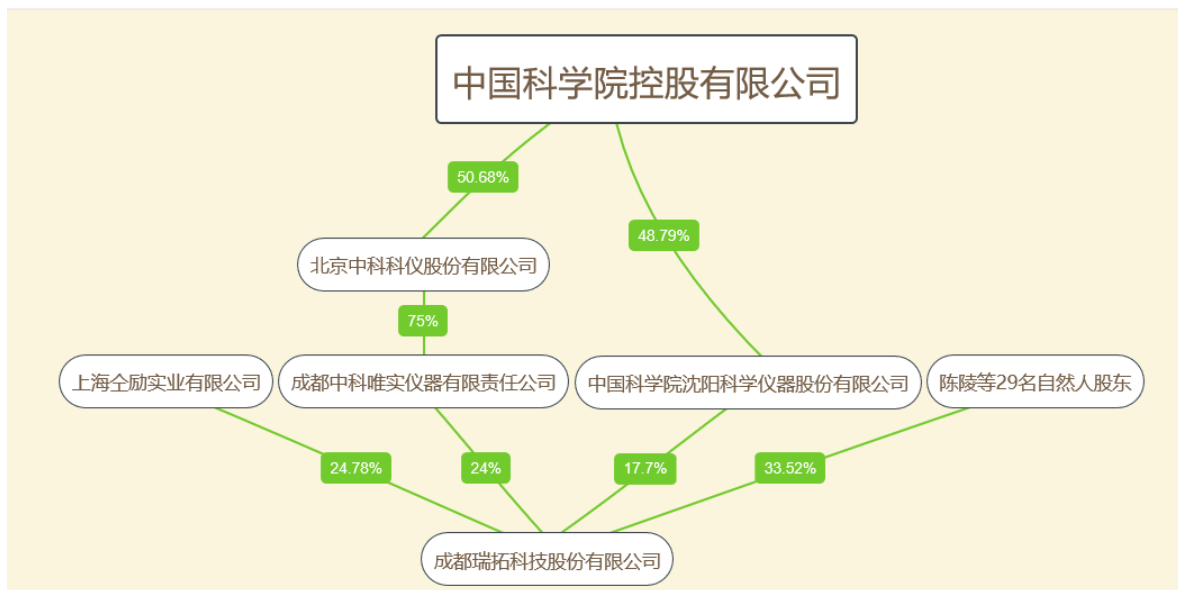 中国科学院控股有限公司
50.68%
48.79%
北京中科科仪股份有限公司
75%
上海仝励实业有限公司
成都中科唯实仪器有限责任公司
中国科学院沈阳科学仪器股份有限公司
陈陵等29名自然人股东
24.78%
24%
17.7%
33.52%
成都瑞拓科技股份有限公司